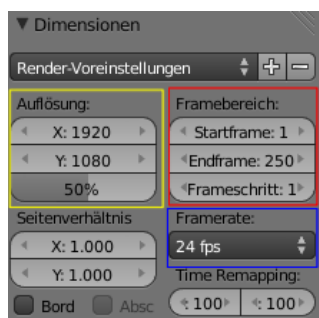 Dimensionen
Render-Voreinstellungen
Auflösung:
X: 1920
Y: 1080
50%
Framebereich:
Startframe: 1
Endframe: 250
Frameschritt: 1
Seitenverhältnis
X: 1.000
Y: 1.000
Bord
Absc
Framerate:
24 fps
Time Remapping:
: 100
: 100